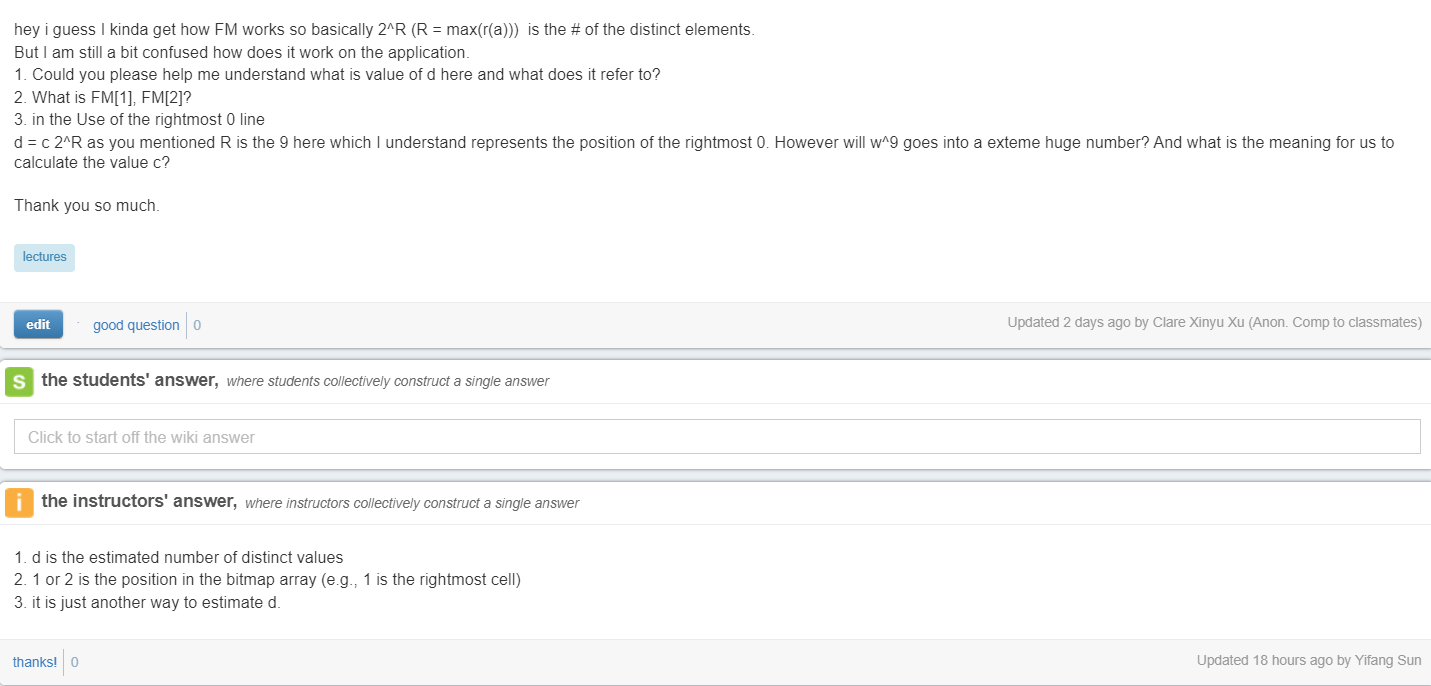 hey i guess I kinda get how FM works so basically 2^R (R = max(r(a)))  is the # of the distinct elements.
But I am still a bit confused how does it work on the application.
1. Could you please help me understand what is value of d here and what does it refer to?
2. What is FM[1], FM[2]?
3. in the Use of the rightmost 0 line
d = c 2^R as you mentioned R is the 9 here which I understand represents the position of the rightmost 0. However will w^9 goes into a exteme huge number? And what is the meaning for us to
calculate the value c?
Thank you so much.
lectures
edit · good question 0
Updated 2 days ago by Clare Xinyu Xu (Anon. Comp to classmates)
S the students' answer, where students collectively construct a single answer
Click to start off the wiki answer
i the instructors' answer, where instructors collectively construct a single answer
1. d is the estimated number of distinct values
2. 1 or 2 is the position in the bitmap array (e.g., 1 is the rightmost cell)
3. it is just another way to estimate d.
thanks! 0
Updated 18 hours ago by Yifang Sun